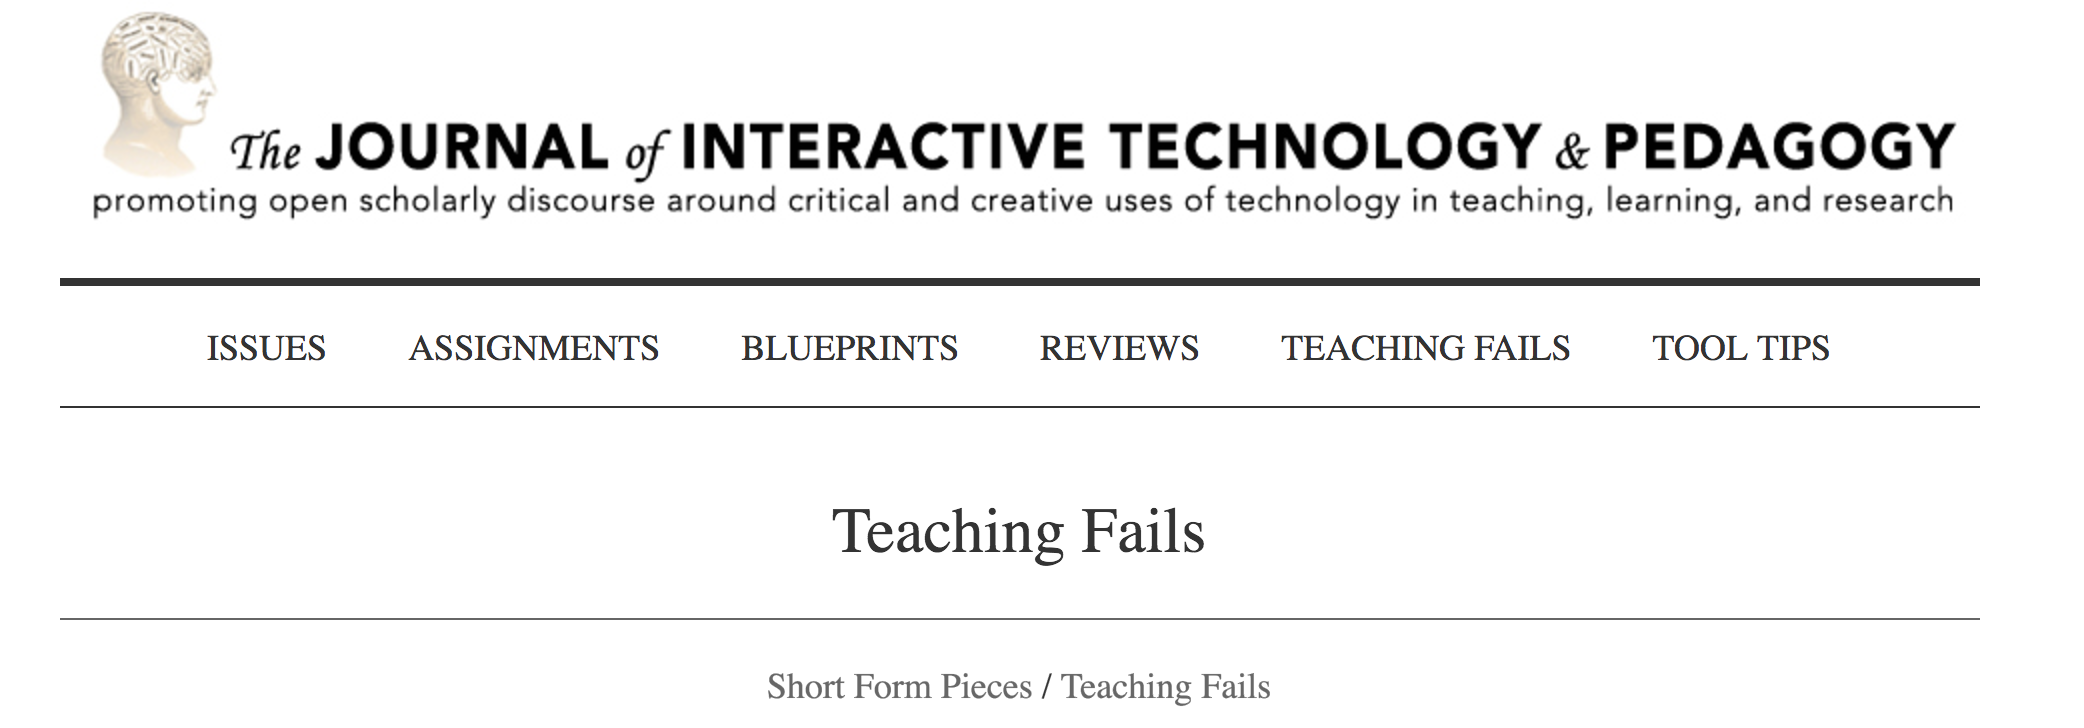 The JOURNAL of INTERACTIVE TECHNOLOGY & PEDAGOGY
promoting open scholarly discourse around critical and creative uses of technology in teaching, learning, and research
ISSUES ASSIGNMENTS BLUEPRINTS REVIEWS TEACHING FAILS TOOL TIPS
Teaching Fails
Short Form Pieces / Teaching Fails